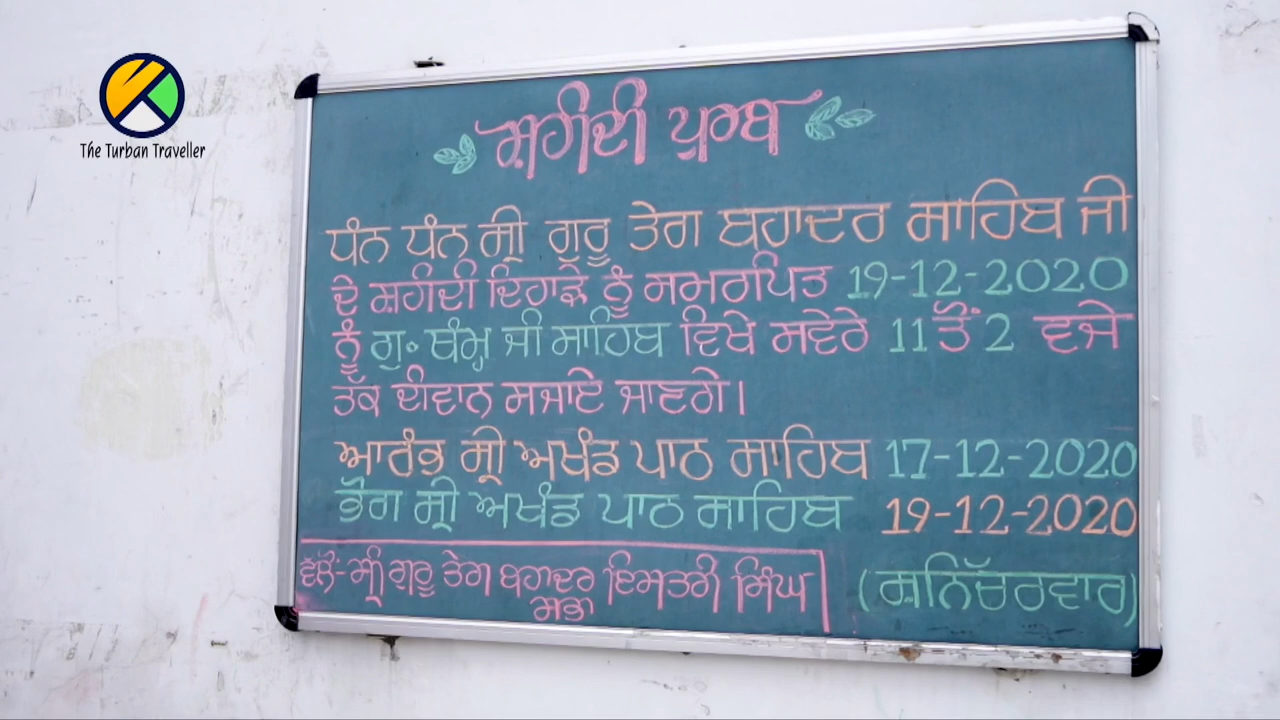 The Turban Traveller
ਸ਼ਹੀਦੀ ਪੁਰਬ
ਧੰਨ ਧੰਨ ਸ੍ਰੀ ਗੁਰੂ ਤੇਗ ਬਹਾਦਰ ਸਾਹਿਬ ਜੀ
ਦੇ ਸ਼ਹੀਦੀ ਦਿਹਾੜੇ ਨੂੰ ਸਮਰਪਿਤ 19-12-2020
ਨੂੰ ਗੁ. ਥੰਮ੍ਹ ਜੀ ਸਾਹਿਬ ਵਿਖੇ ਸਵੇਰੇ 11 ਤੋਂ 2 ਵਜੇ
ਤੱਕ ਦੀਵਾਨ ਸਜਾਏ ਜਾਣਗੇ।
ਆਰੰਭ ਸ੍ਰੀ ਅਖੰਡ ਪਾਠ ਸਾਹਿਬ 17-12-2020
ਭੋਗ ਸ੍ਰੀ ਅਖੰਡ ਪਾਠ ਸਾਹਿਬ 19-12-2020
ਵੱਲੋਂ- ਸ੍ਰੀ ਗੁਰੂ ਤੇਗ ਬਹਾਦਰ ਇਸਤਰੀ ਸਿੰਘ
ਸਭਾ
(ਸ਼ਨਿੱਚਰਵਾਰ)